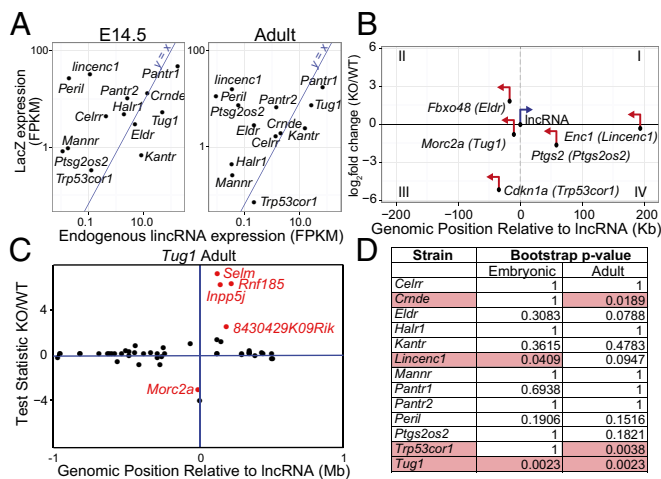 A
E14.5
Adult
LacZ expression
(FPKM)
100
1
0.1
10.0
lincenc1
Peril
Pantr2
Pantr1
Crnde
Halr1
Celrr
Tug1
Eldr
Mannr
Ptsg2os2
Kantr
Trp53cor1
y = x
100
1
0.1
10.0
lincenc1
Peril
Ptsg2os2
Pantr1
Pantr2
Tug1
Eldr
Crnde
Kantr
Celrr
Halr1
Mannr
Trp53cor1
y = x
Endogenous lincRNA expression (FPKM)
B
log2fold change (KO/WT)
6
3
0
−3
−6
II
I
III
IV
Fbxo48 (Eldr)
lncRNA
Morc2a (Tug1)
Enc1 (Lincenc1)
Ptgs2 (Ptgs2os2)
Cdkn1a (Trp53cor1)
−200
−100
0
100
200
Genomic Position Relative to lncRNA (Kb)
C
Tug1 Adult
Test Statistic KO/WT
4
0
−4
Selm
Rnf185
Inpp5j
8430429K09Rik
Morc2a
-1
0
1
Genomic Position Relative to lncRNA (Mb)
D
Strain Bootstrap p-value
Embryonic Adult
Celrr 1 1
Crnde 1 0.0189
Eldr 0.3083 0.0788
Halr1 1 1
Kantr 0.3615 0.4783
Lincenc1 0.0409 0.0947
Mannr 1 1
Pantr1 0.6938 1
Pantr2 1 1
Peril 0.1906 0.1516
Ptgs2os2 1 0.1821
Trp53cor1 1 0.0038
Tug1 0.0023 0.0023